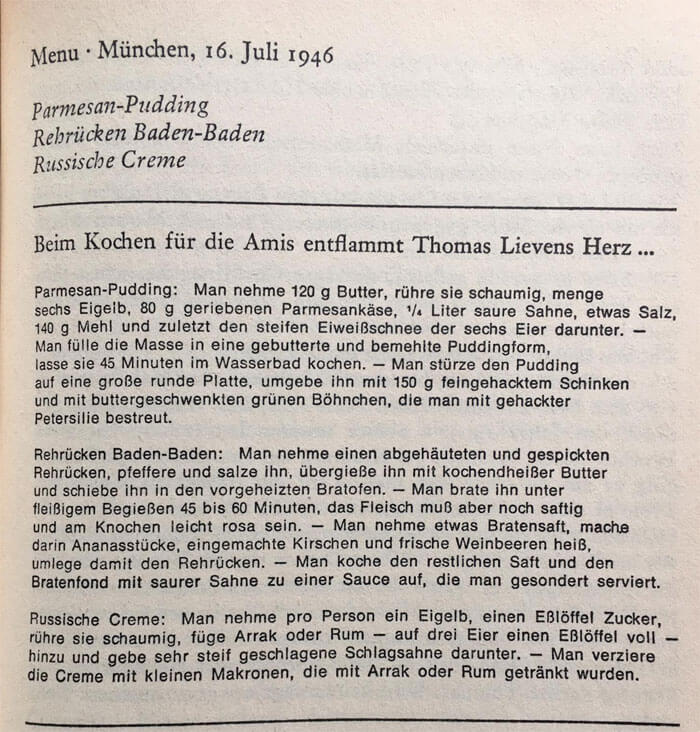 Menu · München, 16. Juli 1946
Parmesan-Pudding
Rehrücken Baden-Baden
Russische Creme
Beim Kochen für die Amis entflammt Thomas Lievens Herz ...
Parmesan-Pudding: Man nehme 120 g Butter, rühre sie schaumig, menge
sechs Eigelb, 80 g geriebenen Parmesankäse, ¼ Liter saure Sahne, etwas Salz,
140 g Mehl und zuletzt den steifen Eiweißschnee der sechs Eier darunter. —
Man fülle die Masse in eine gebutterte und bemehlte Puddingform,
lasse sie 45 Minuten im Wasserbad kochen. — Man stürze den Pudding
auf eine große runde Platte, umgebe ihn mit 150 g feingehacktem Schinken
und mit buttergeschwenkten grünen Böhnchen, die man mit gehackter
Petersilie bestreut.
Rehrücken Baden-Baden: Man nehme einen abgehäuteten und gespickten
Rehrücken, pfeffere und salze ihn, übergieße ihn mit kochendheißer Butter
und schiebe ihn in den vorgeheizten Bratofen. — Man brate ihn unter
fleißigem Begießen 45 bis 60 Minuten, das Fleisch muß aber noch saftig
und am Knochen leicht rosa sein. — Man nehme etwas Bratensaft, mache
darin Ananasstücke, eingemachte Kirschen und frische Weinbeeren heiß,
umlege damit den Rehrücken. — Man koche den restlichen Saft und den
Bratenfond mit saurer Sahne zu einer Sauce auf, die man gesondert serviert.
Russische Creme: Man nehme pro Person ein Eigelb, einen Eßlöffel Zucker,
rühre sie schaumig, füge Arrak oder Rum — auf drei Eier einen Eßlöffel voll —
hinzu und gebe sehr steif geschlagene Schlagsahne darunter. — Man verziere
die Creme mit kleinen Makronen, die mit Arrak oder Rum getränkt wurden.